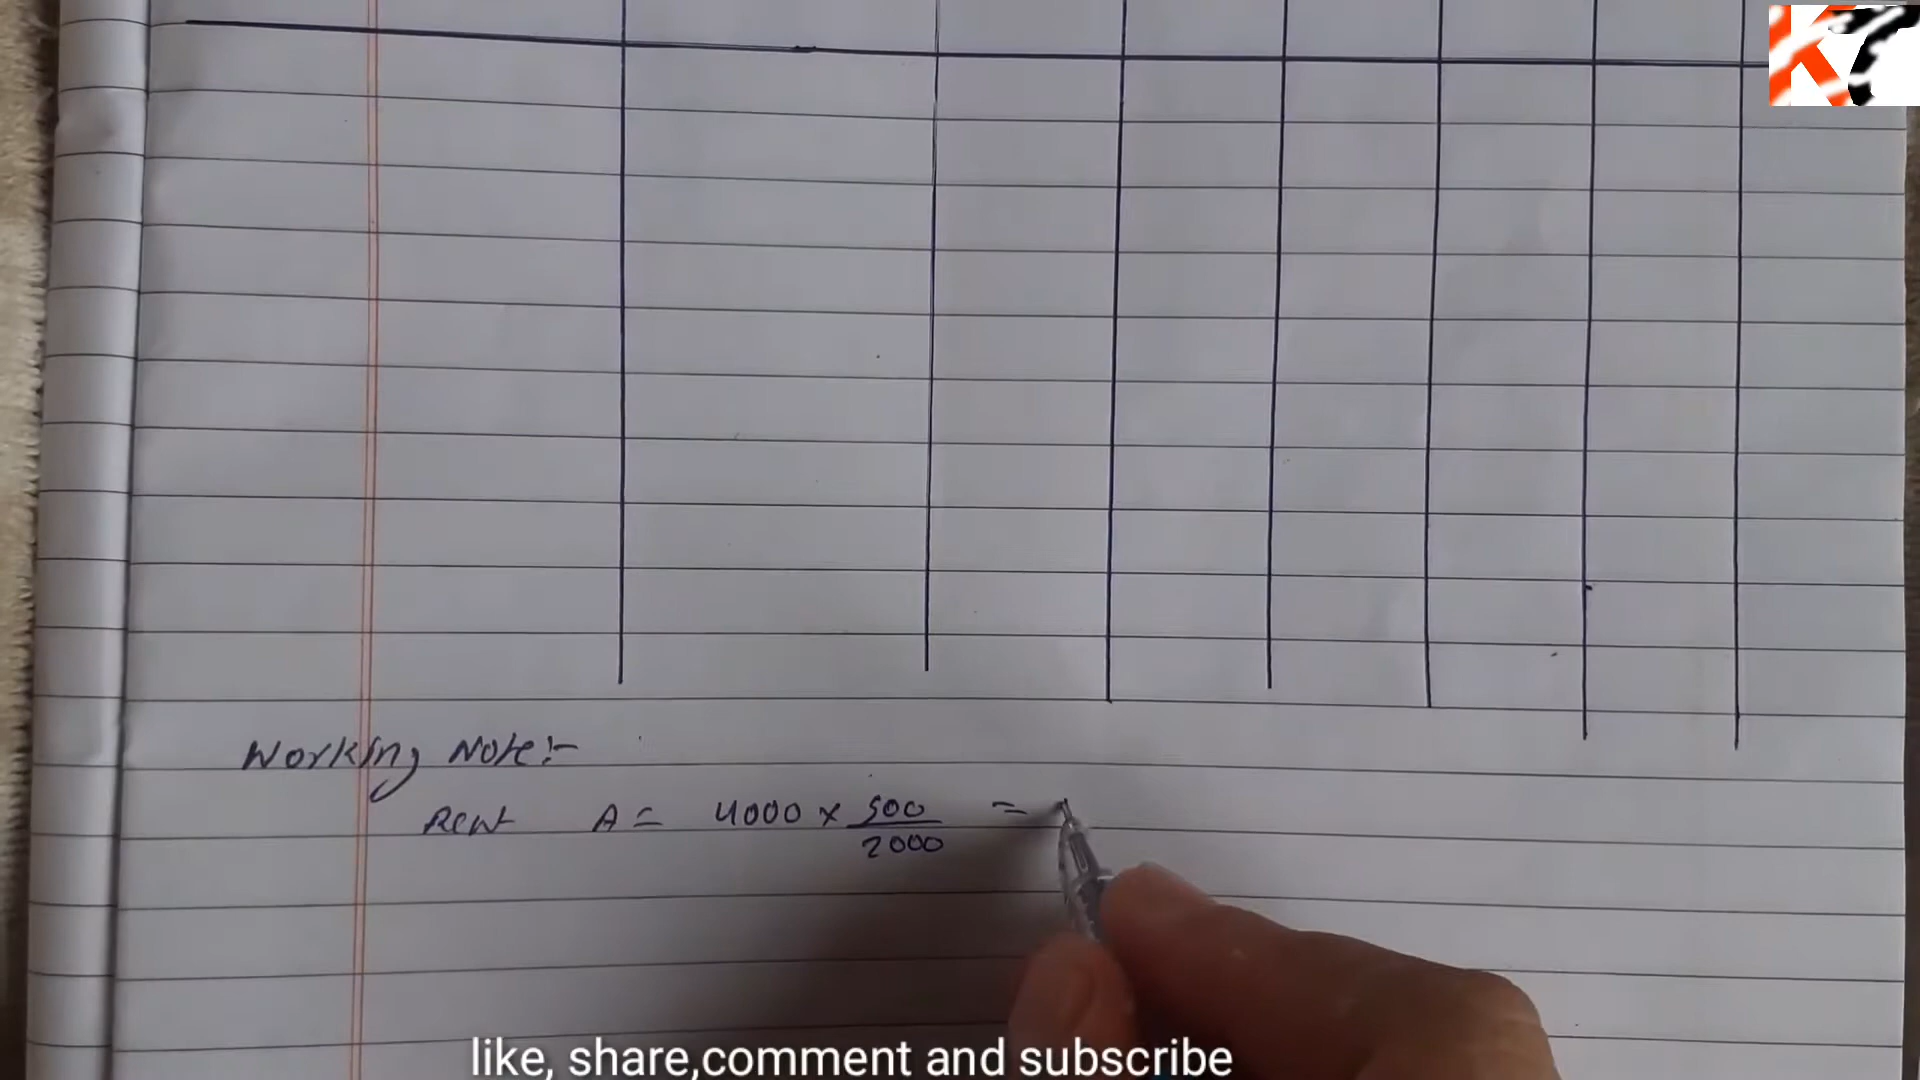 Working Note:-
Rent A = 4000 × 500 =
2000
like, share,comment and subscribe